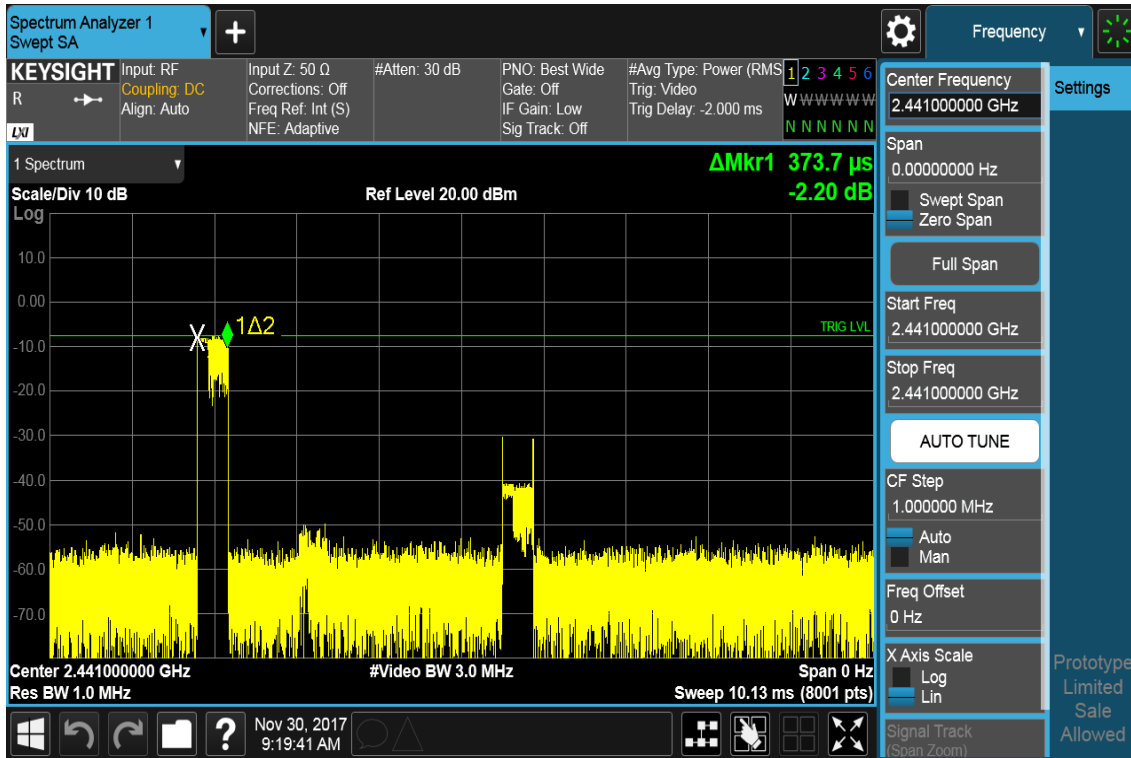 Spectrum Analyzer 1
Swept SA
+
Frequency
KEYSIGHT
R
LXI
Input: RF
Coupling: DC
Align: Auto
Input Z: 50 Ω
Corrections: Off
Freq Ref: Int (S)
NFE: Adaptive
#Atten: 30 dB
PNO: Best Wide
Gate: Off
IF Gain: Low
Sig Track: Off
#Avg Type: Power (RMS
Trig: Video
Trig Delay: -2.000 ms
1 2 3 4 5 6
W W W W W W
N N N N N N
1 Spectrum
ΔMkr1 373.7 µs
-2.20 dB
Scale/Div 10 dB
Ref Level 20.00 dBm
Log
10.0
0.00
-10.0
-20.0
-30.0
-40.0
-50.0
-60.0
-70.0
X
1Δ2
TRIG LVL
Center 2.441000000 GHz
#Video BW 3.0 MHz
Span 0 Hz
Res BW 1.0 MHz
Sweep 10.13 ms (8001 pts)
?
Nov 30, 2017
9:19:41 AM
Center Frequency
2.441000000 GHz
Span
0.00000000 Hz
Swept Span
Zero Span
Full Span
Start Freq
2.441000000 GHz
Stop Freq
2.441000000 GHz
AUTO TUNE
CF Step
1.000000 MHz
Auto
Man
Freq Offset
0 Hz
X Axis Scale
Log
Lin
Signal Track
(Span Zoom)
Settings
Prototype
Limited
Sale
Allowed